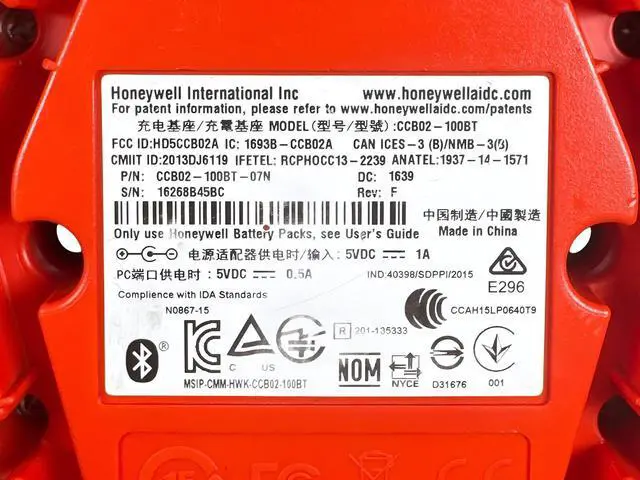 Honeywell International Inc www.honeywellaidc.com
For patent information, please refer to www.honeywellaidc.com/patents
充电基座/充電基座 MODEL(型号/型號):CCB02-100BT
FCC ID:HD5CCB02A IC: 1693B-CCB02A CAN ICES-3 (B)/NMB-3(B)
CMIIT ID:2013DJ6119 IFETEL: RCPHOCC13-2239 ANATEL:1937-14-1571
P/N: CCB02-100BT-07N DC: 1639
S/N: 16268B45BC Rev: F
中国制造/中國製造
Only use Honeywell Battery Packs, see User's Guide Made in China
电源适配器供电时/输入: 5VDC 1A
PC端口供电时: 5VDC 0.5A IND:40398/SDPPI/2015
E296
Compliance with IDA Standards
N0867-15 CCAH15LP0640T9
R 201-135333
C US
NOM NYCE D31676 001
MSIP-CMM-HWK-CCB02-100BT